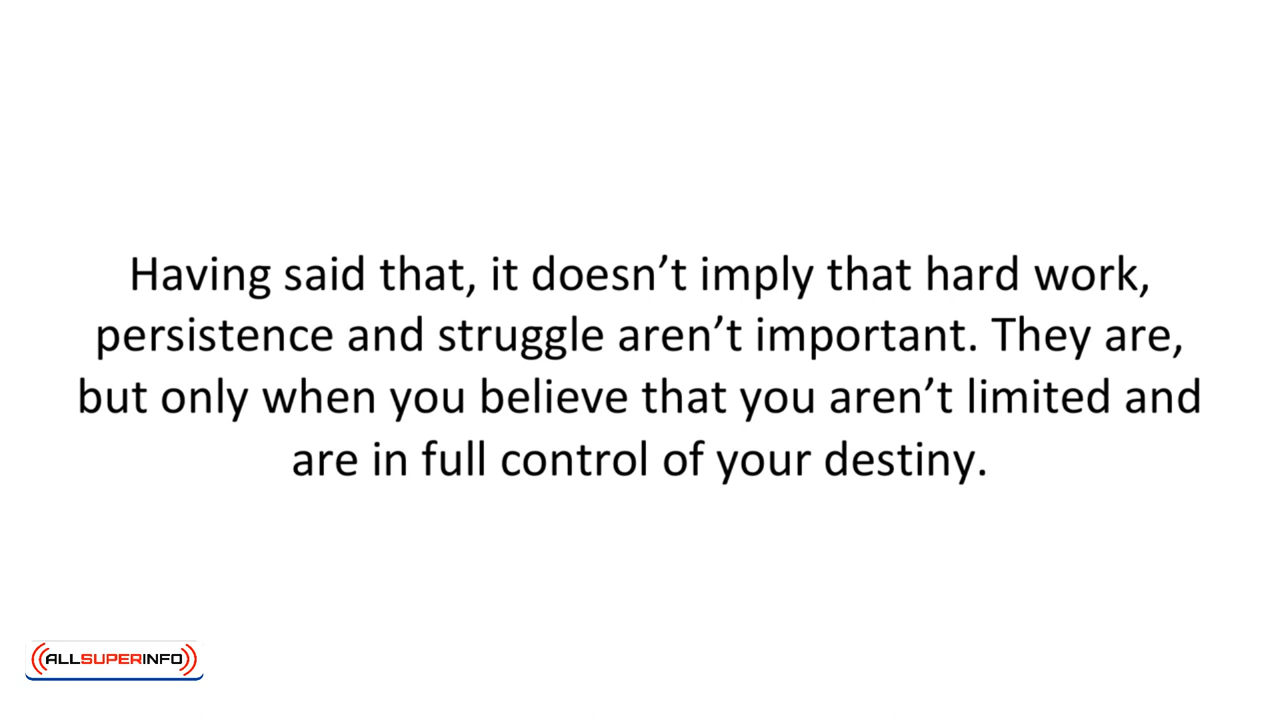 Having said that, it doesn’t imply that hard work,
persistence and struggle aren’t important. They are,
but only when you believe that you aren’t limited and
are in full control of your destiny.
ALLSUPERINFO